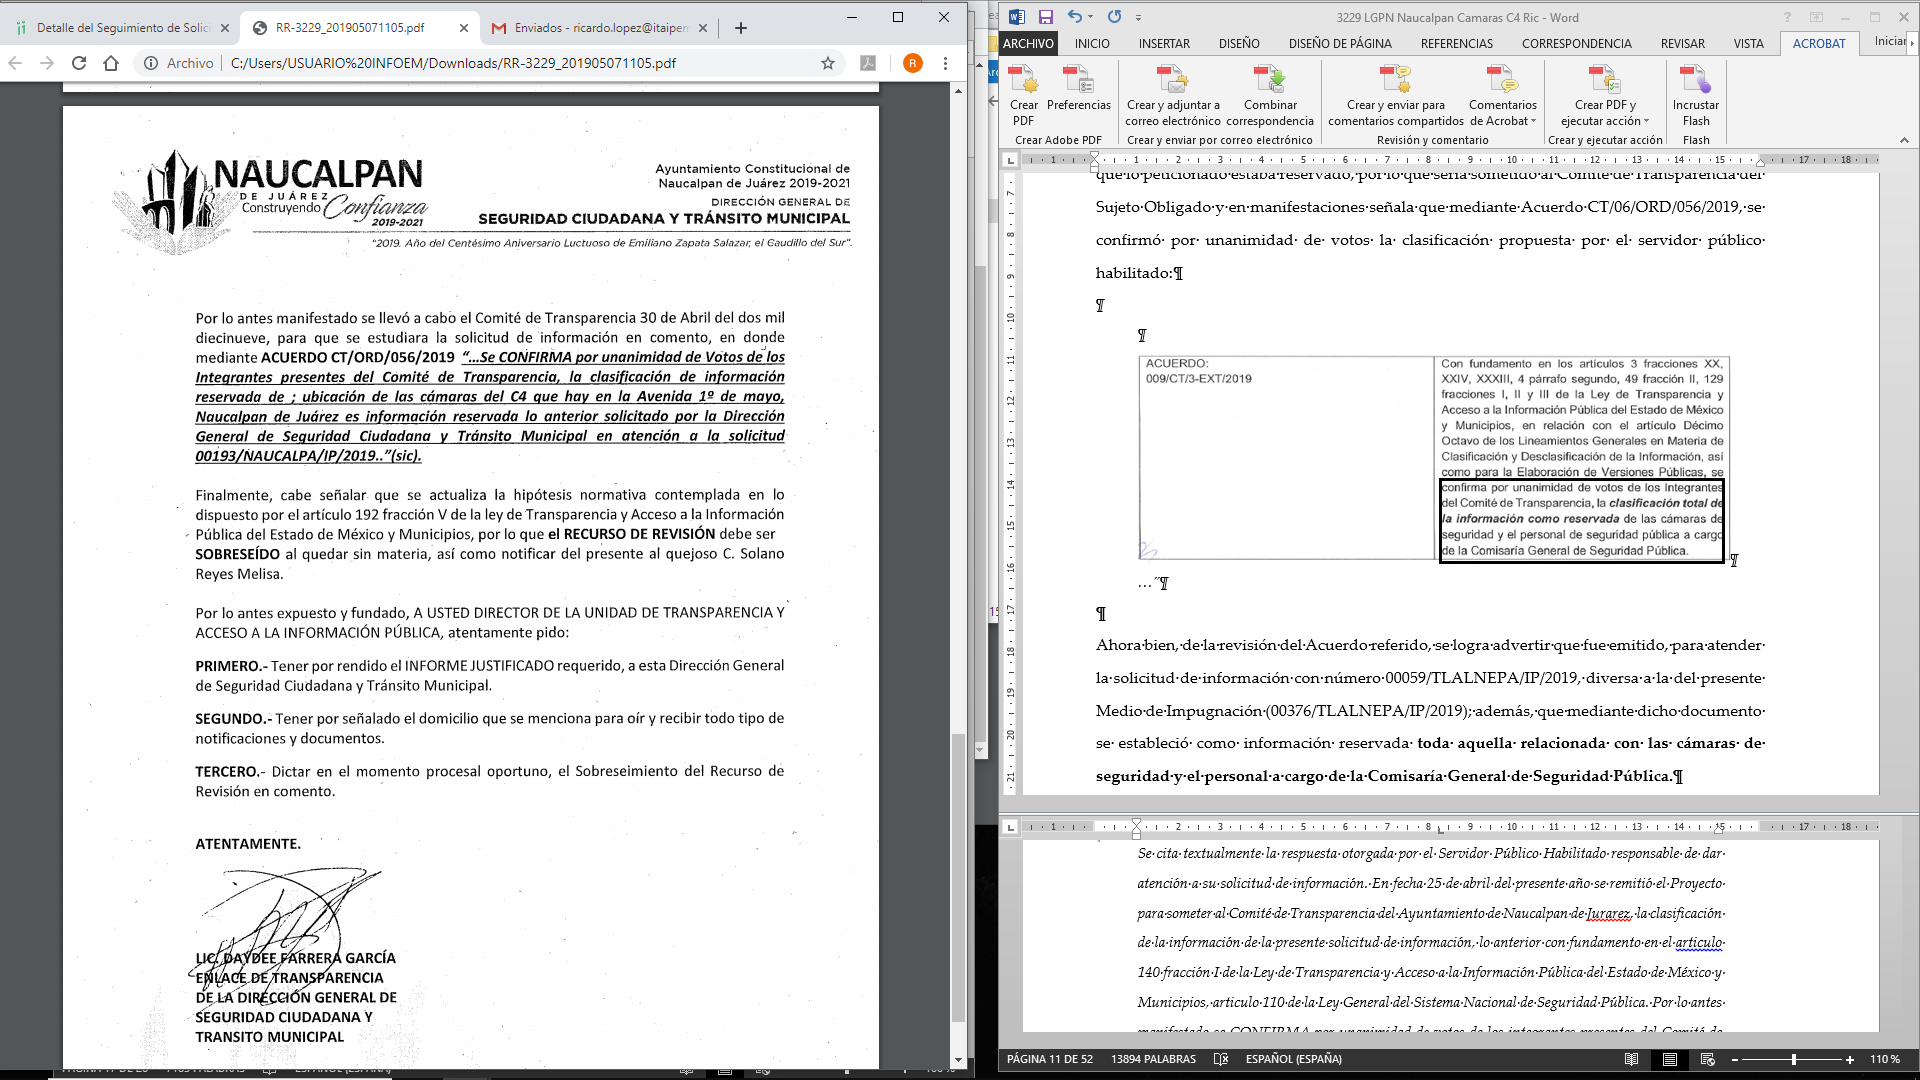 Detalle del Seguimiento de Solici
RR-3229_201905071105.pdf
Enviados - ricardo.lopez@itaipem
Archivo
C:/Users/USUARIO%20INFOEM/Downloads/RR-3229_201905071105.pdf
R
NAUCALPAN
DE JUÁREZ
Construyendo Confianza
2019-2021
Ayuntamiento Constitucional de
Naucalpan de Juárez 2019-2021
DIRECCIÓN GENERAL DE
SEGURIDAD CIUDADANA Y TRÁNSITO MUNICIPAL
"2019. Año del Centésimo Aniversario Luctuoso de Emiliano Zapata Salazar, el Caudillo del Sur".
Por lo antes manifestado se llevó a cabo el Comité de Transparencia 30 de Abril del dos mil
diecinueve, para que se estudiara la solicitud de información en comento, en donde
mediante ACUERDO CT/ORD/056/2019 "...Se CONFIRMA por unanimidad de Votos de los
Integrantes presentes del Comité de Transparencia, la clasificación de información
reservada de ; ubicación de las cámaras del C4 que hay en la Avenida 1º de mayo,
Naucalpan de Juárez es información reservada lo anterior solicitado por la Dirección
General de Seguridad Ciudadana y Tránsito Municipal en atención a la solicitud
00193/NAUCALPA/IP/2019.."(sic).
Finalmente, cabe señalar que se actualiza la hipótesis normativa contemplada en lo
dispuesto por el artículo 192 fracción V de la ley de Transparencia y Acceso a la Información
Pública del Estado de México y Municipios, por lo que el RECURSO DE REVISIÓN debe ser
SOBRESEÍDO al quedar sin materia, así como notificar del presente al quejoso C. Solano
Reyes Melisa.
Por lo antes expuesto y fundado, A USTED DIRECTOR DE LA UNIDAD DE TRANSPARENCIA Y
ACCESO A LA INFORMACIÓN PÚBLICA, atentamente pido:
PRIMERO.- Tener por rendido el INFORME JUSTIFICADO requerido, a esta Dirección General
de Seguridad Ciudadana y Tránsito Municipal.
SEGUNDO.- Tener por señalado el domicilio que se menciona para oír y recibir todo tipo de
notificaciones y documentos.
TERCERO.- Dictar en el momento procesal oportuno, el Sobreseimiento del Recurso de
Revisión en comento.
ATENTAMENTE.
LIC. DAYDEE FARRERA GARCÍA
ENLACE DE TRANSPARENCIA
DE LA DIRECCIÓN GENERAL DE
SEGURIDAD CIUDADANA Y
TRANSITO MUNICIPAL
3229 LGPN Naucalpan Camaras C4 Ric - Word
ARCHIVO INICIO INSERTAR DISEÑO DISEÑO DE PÁGINA REFERENCIAS CORRESPONDENCIA REVISAR VISTA ACROBAT Iniciar
Crear PDF
Preferencias
Crear y adjuntar a correo electrónico
Combinar correspondencia
Crear y enviar para comentarios compartidos
Comentarios de Acrobat
Crear PDF y ejecutar acción
Incrustar Flash
Crear Adobe PDF
Crear y enviar por correo electrónico
Revisión y comentario
Crear y ejecutar acción
Flash
que lo peticionado estaba reservado, por lo que sería sometido al Comité de Transparencia del
Sujeto Obligado y en manifestaciones señala que mediante Acuerdo CT/06/ORD/056/2019, se
confirmó por unanimidad de votos la clasificación propuesta por el servidor público
habilitado:¶
¶
¶
ACUERDO:
009/CT/3-EXT/2019
Con fundamento en los artículos 3 fracciones XX,
XXIV, XXXIII, 4 párrafo segundo, 49 fracción II, 129
fracciones I, II y III de la Ley de Transparencia y
Acceso a la Información Pública del Estado de México
y Municipios, en relación con el artículo Décimo
Octavo de los Lineamientos Generales en Materia de
Clasificación y Desclasificación de la Información, así
como para la Elaboración de Versiones Públicas, se
confirma por unanimidad de votos de los Integrantes
del Comité de Transparencia, la clasificación total de
la información como reservada de las cámaras de
seguridad y el personal de seguridad pública a cargo
de la Comisaría General de Seguridad Pública.
¶
..."¶
¶
Ahora bien, de la revisión del Acuerdo referido, se logra advertir que fue emitido, para atender
la solicitud de información con número 00059/TLALNEPA/IP/2019, diversa a la del presente
Medio de Impugnación (00376/TLALNEPA/IP/2019); además, que mediante dicho documento
se estableció como información reservada toda aquella relacionada con las cámaras de
seguridad y el personal a cargo de la Comisaría General de Seguridad Pública.¶
Se cita textualmente la respuesta otorgada por el Servidor Público Habilitado responsable de dar
atención a su solicitud de información. En fecha 25 de abril del presente año se remitió el Proyecto
para someter al Comité de Transparencia del Ayuntamiento de Naucalpan de Jurarez, la clasificación
de la información de la presente solicitud de información, lo anterior con fundamento en el articulo
140 fracción I de la Ley de Transparencia y Acceso a la Información Pública del Estado de México y
Municipios, articulo 110 de la Ley General del Sistema Nacional de Seguridad Pública. Por lo antes
manifestado se CONFIRMA por unanimidad de votos de los integrantes presentes del Comité de
PÁGINA 11 DE 52 13894 PALABRAS ESPAÑOL (ESPAÑA) 110 %